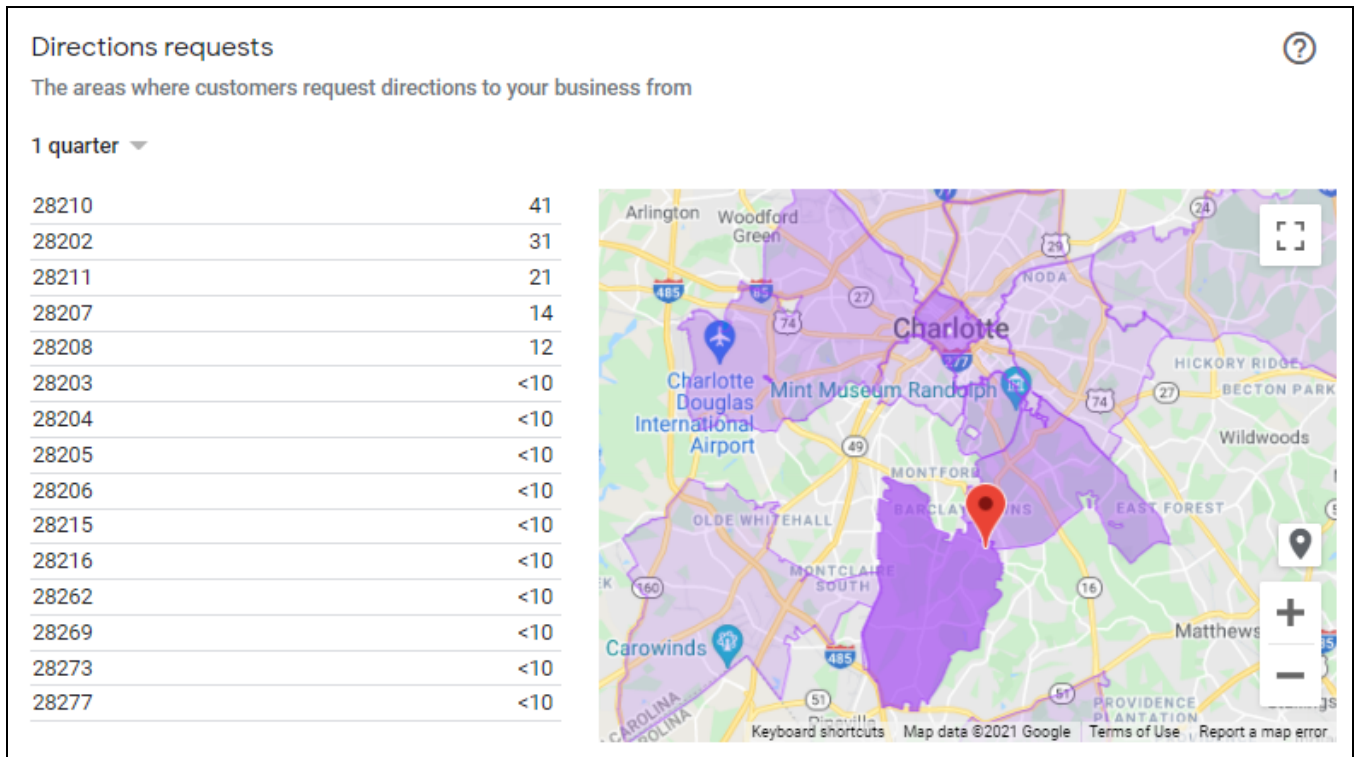 Directions requests
The areas where customers request directions to your business from
1 quarter
28210 41
28202 31
28211 21
28207 14
28208 12
28203 <10
28204 <10
28205 <10
28206 <10
28215 <10
28216 <10
28262 <10
28269 <10
28273 <10
28277 <10
Arlington
Woodford
Green
24
29
NODA
485
85
27
74
Charlotte
277
HICKORY RIDGE
Charlotte
Douglas
International
Airport
Mint Museum Randolph
74
27
BECTON PARK
49
Wildwoods
MONTFORD
OLDE WHITEHALL
EAST FOREST
MONTCLAIRE
SOUTH
160
16
Carowinds
485
Matthews
51
51
PROVIDENCE
PLANTATION
CAROLINA
Pineville
Keyboard shortcuts Map data ©2021 Google Terms of Use Report a map error